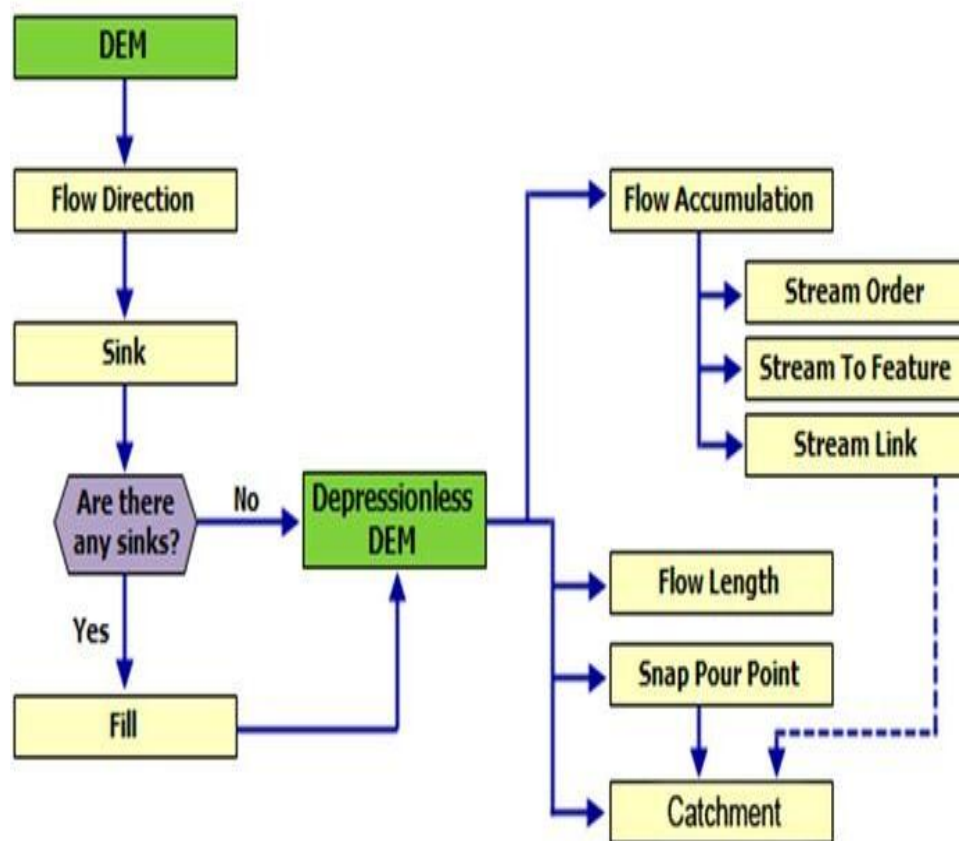 DEM
Flow Direction
Sink
Are there
any sinks?
No
Yes
Fill
Depressionless
DEM
Flow Accumulation
Stream Order
Stream To Feature
Stream Link
Flow Length
Snap Pour Point
Catchment